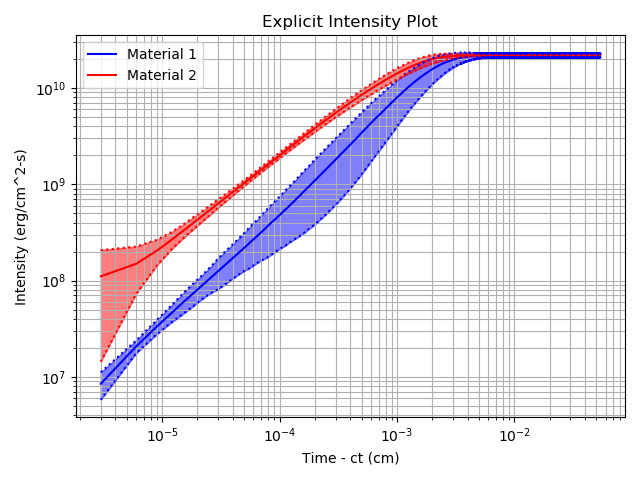 Explicit Intensity Plot
Material 1
Material 2
Intensity (erg/cm^2-s)
10^10
10^9
10^8
10^7
10^-5
10^-4
10^-3
10^-2
Time - ct (cm)